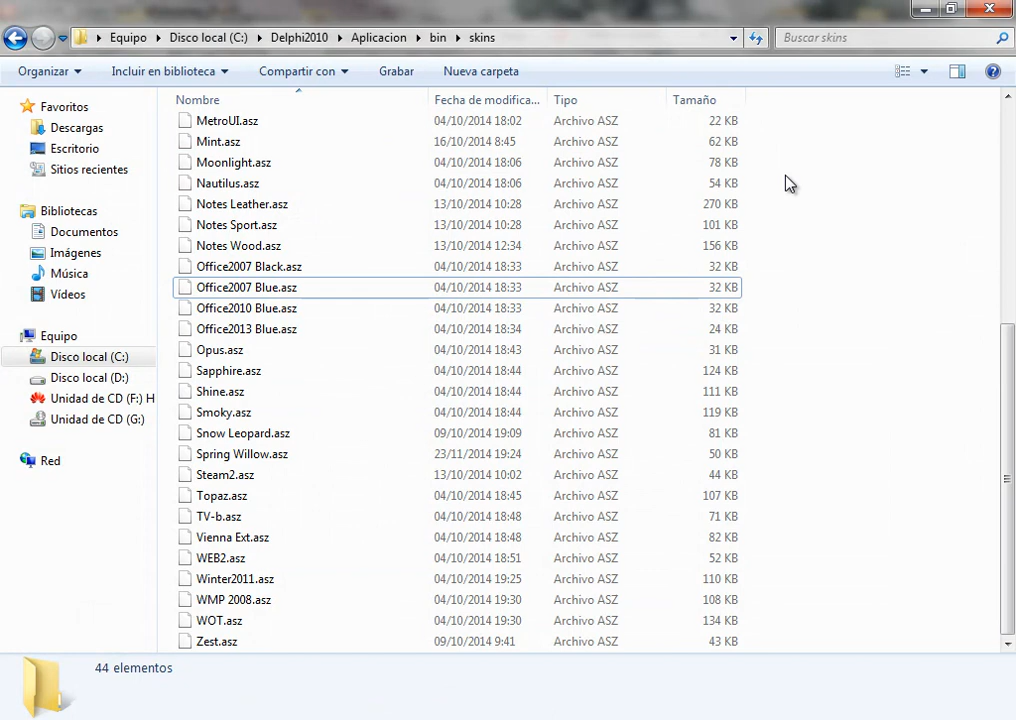 Equipo Disco local (C:) Delphi2010 Aplicacion bin skins Buscar skins
Organizar Incluir en biblioteca Compartir con Grabar Nueva carpeta
Favoritos
Descargas
Escritorio
Sitios recientes
Bibliotecas
Documentos
Imágenes
Música
Vídeos
Equipo
Disco local (C:)
Disco local (D:)
Unidad de CD (F:) H
Unidad de CD (G:)
Red
Nombre Fecha de modifica... Tipo Tamaño
MetroUI.asz 04/10/2014 18:02 Archivo ASZ 22 KB
Mint.asz 16/10/2014 8:45 Archivo ASZ 62 KB
Moonlight.asz 04/10/2014 18:06 Archivo ASZ 78 KB
Nautilus.asz 04/10/2014 18:06 Archivo ASZ 54 KB
Notes Leather.asz 13/10/2014 10:28 Archivo ASZ 270 KB
Notes Sport.asz 13/10/2014 10:28 Archivo ASZ 101 KB
Notes Wood.asz 13/10/2014 12:34 Archivo ASZ 156 KB
Office2007 Black.asz 04/10/2014 18:33 Archivo ASZ 32 KB
Office2007 Blue.asz 04/10/2014 18:33 Archivo ASZ 32 KB
Office2010 Blue.asz 04/10/2014 18:33 Archivo ASZ 32 KB
Office2013 Blue.asz 04/10/2014 18:34 Archivo ASZ 24 KB
Opus.asz 04/10/2014 18:43 Archivo ASZ 31 KB
Sapphire.asz 04/10/2014 18:44 Archivo ASZ 124 KB
Shine.asz 04/10/2014 18:44 Archivo ASZ 111 KB
Smoky.asz 04/10/2014 18:44 Archivo ASZ 119 KB
Snow Leopard.asz 09/10/2014 19:09 Archivo ASZ 81 KB
Spring Willow.asz 23/11/2014 19:24 Archivo ASZ 50 KB
Steam2.asz 13/10/2014 10:02 Archivo ASZ 44 KB
Topaz.asz 04/10/2014 18:45 Archivo ASZ 107 KB
TV-b.asz 04/10/2014 18:48 Archivo ASZ 71 KB
Vienna Ext.asz 04/10/2014 18:48 Archivo ASZ 82 KB
WEB2.asz 04/10/2014 18:51 Archivo ASZ 52 KB
Winter2011.asz 04/10/2014 19:25 Archivo ASZ 110 KB
WMP 2008.asz 04/10/2014 19:30 Archivo ASZ 108 KB
WOT.asz 04/10/2014 19:30 Archivo ASZ 134 KB
Zest.asz 09/10/2014 9:41 Archivo ASZ 43 KB
44 elementos